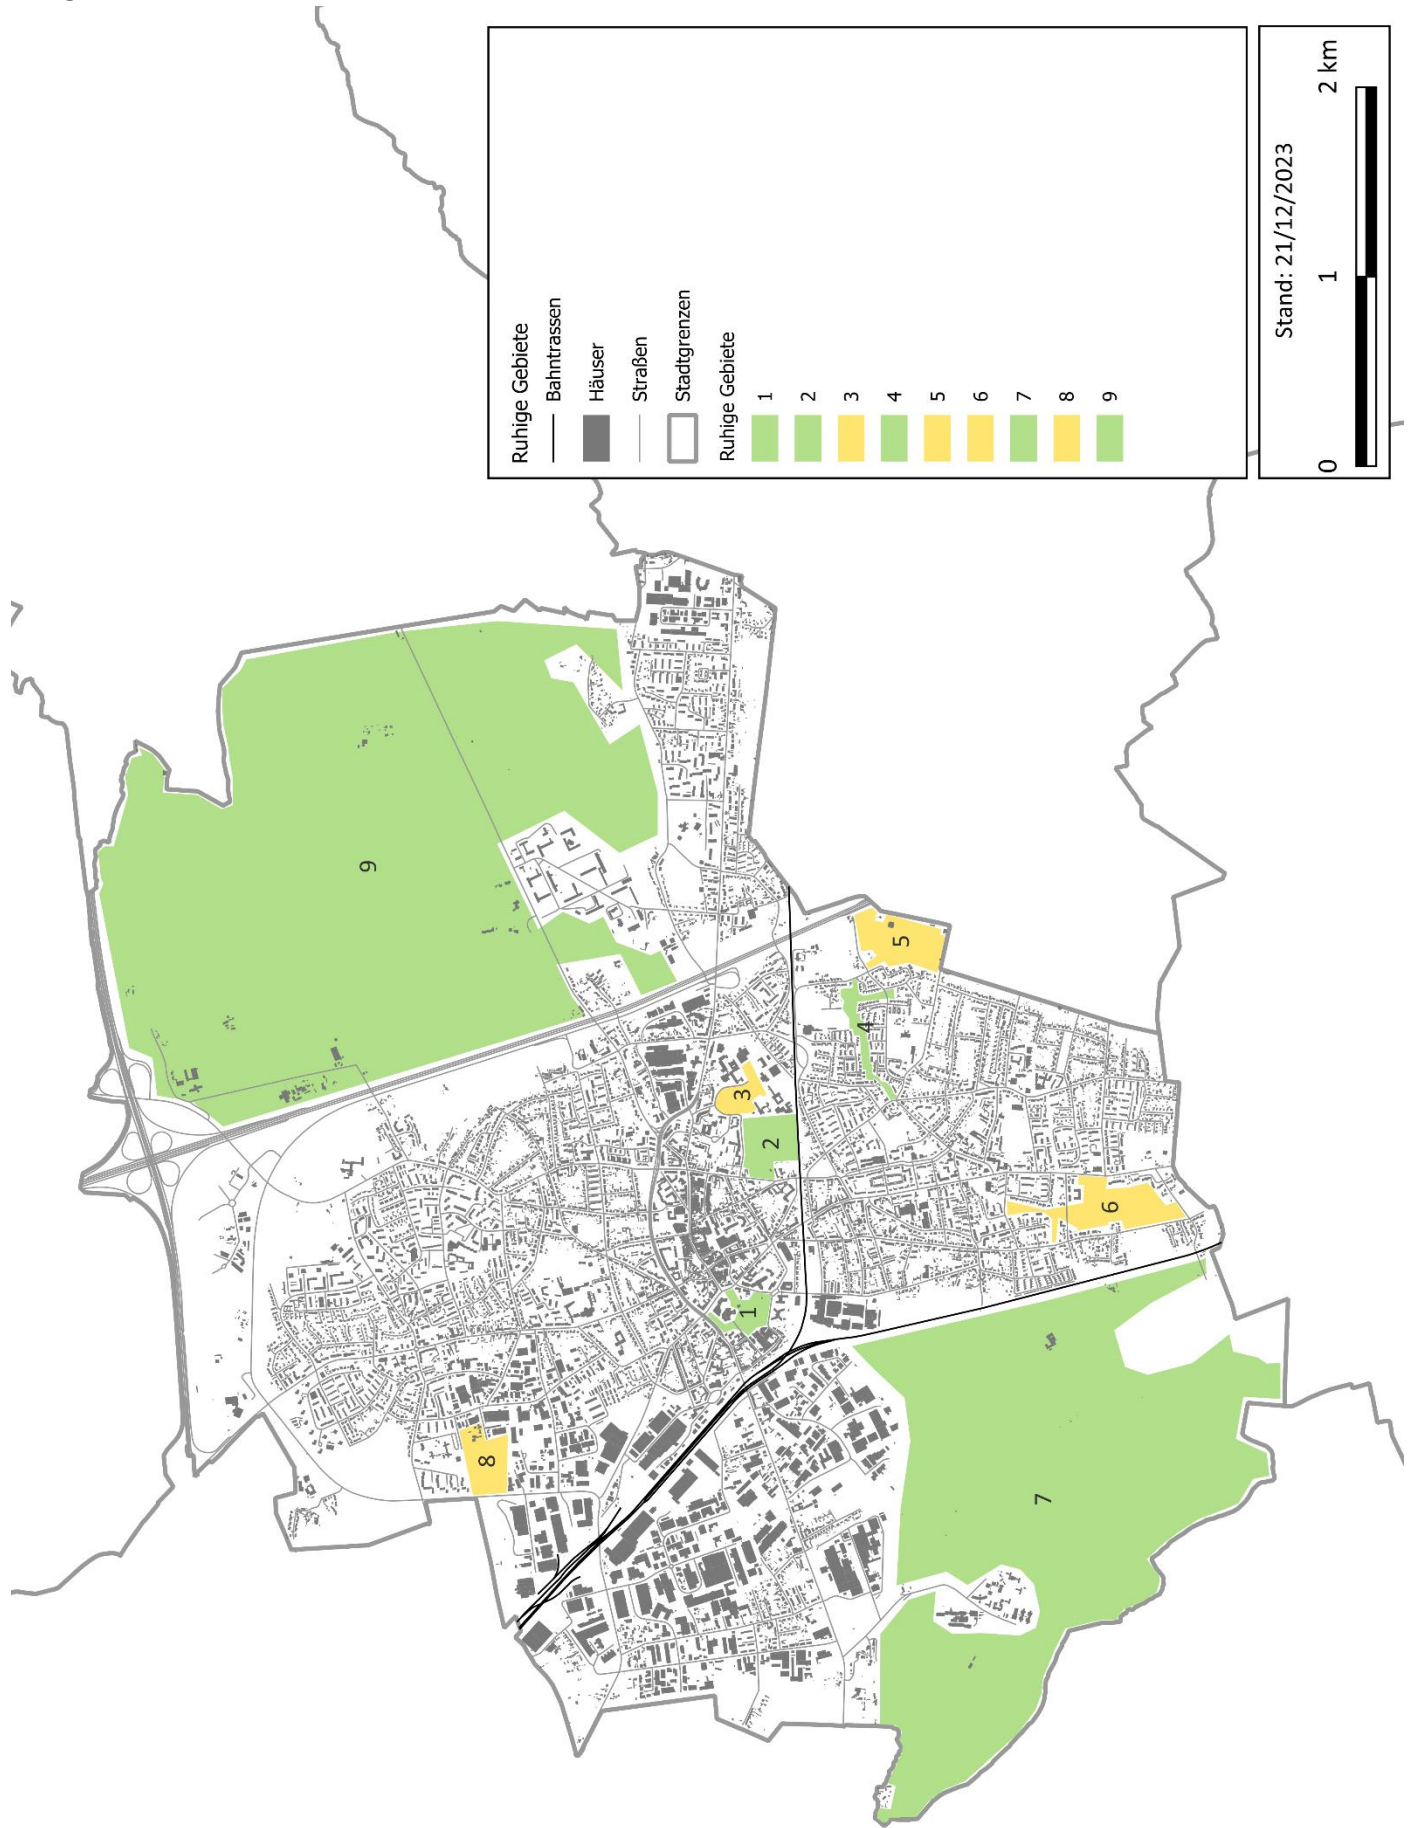 Ruhige Gebiete
Bahntrassen
Häuser
Straßen
Stadtgrenzen
Ruhige Gebiete
1
2
3
4
5
6
7
8
9
Stand: 21/12/2023
0
1
2 km
8
7
1
6
2
3
4
5
9